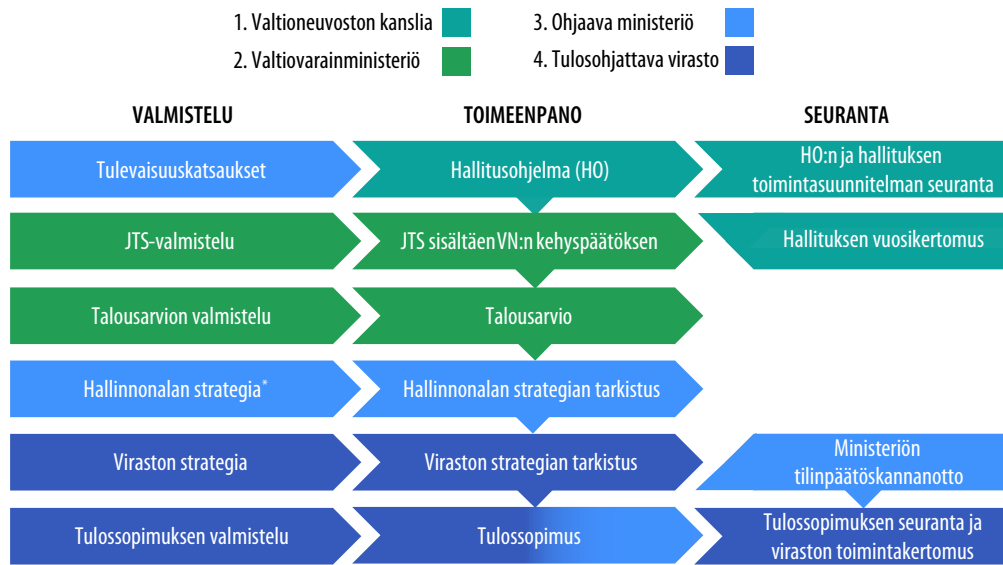 1. Valtioneuvoston kanslia
2. Valtiovarainministeriö
3. Ohjaava ministeriö
4. Tulosohjattava virasto
VALMISTELU
TOIMEENPANO
SEURANTA
Tulevaisuuskatsaukset
Hallitusohjelma (HO)
HO:n ja hallituksen
toimintasuunnitelman seuranta
JTS-valmistelu
JTS sisältäen VN:n kehyspäätöksen
Hallituksen vuosikertomus
Talousarvion valmistelu
Talousarvio
Hallinnonalan strategia*
Hallinnonalan strategian tarkistus
Viraston strategia
Viraston strategian tarkistus
Ministeriön
tilinpäätöskannanotto
Tulossopimuksen valmistelu
Tulossopimus
Tulossopimuksen seuranta ja
viraston toimintakertomus